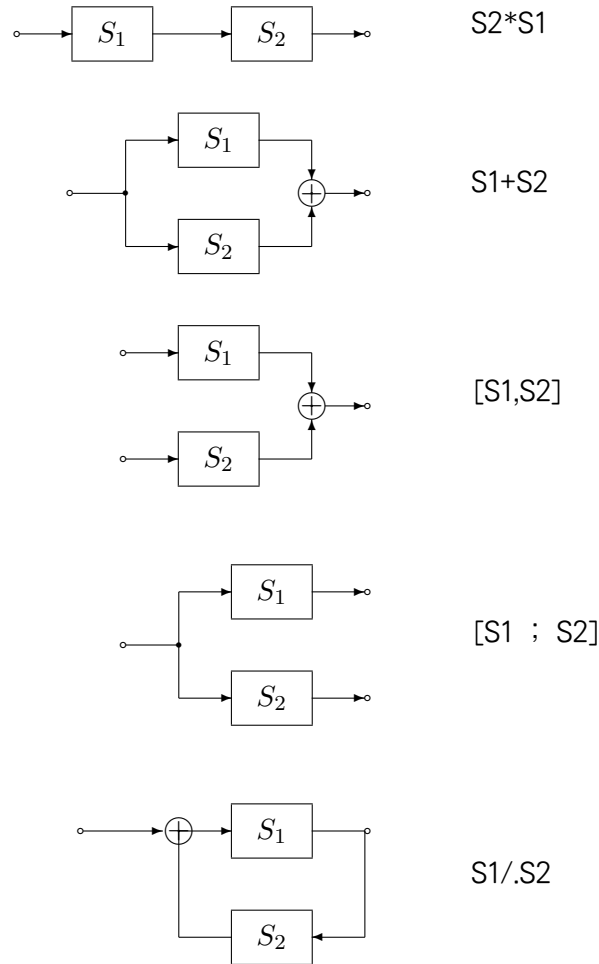 S₁ S₂ S2*S1
S₁
S1+S2
S₂
S₁
[S1,S2]
S₂
S₁
[S1 ; S2]
S₂
S₁
S1/.S2
S₂